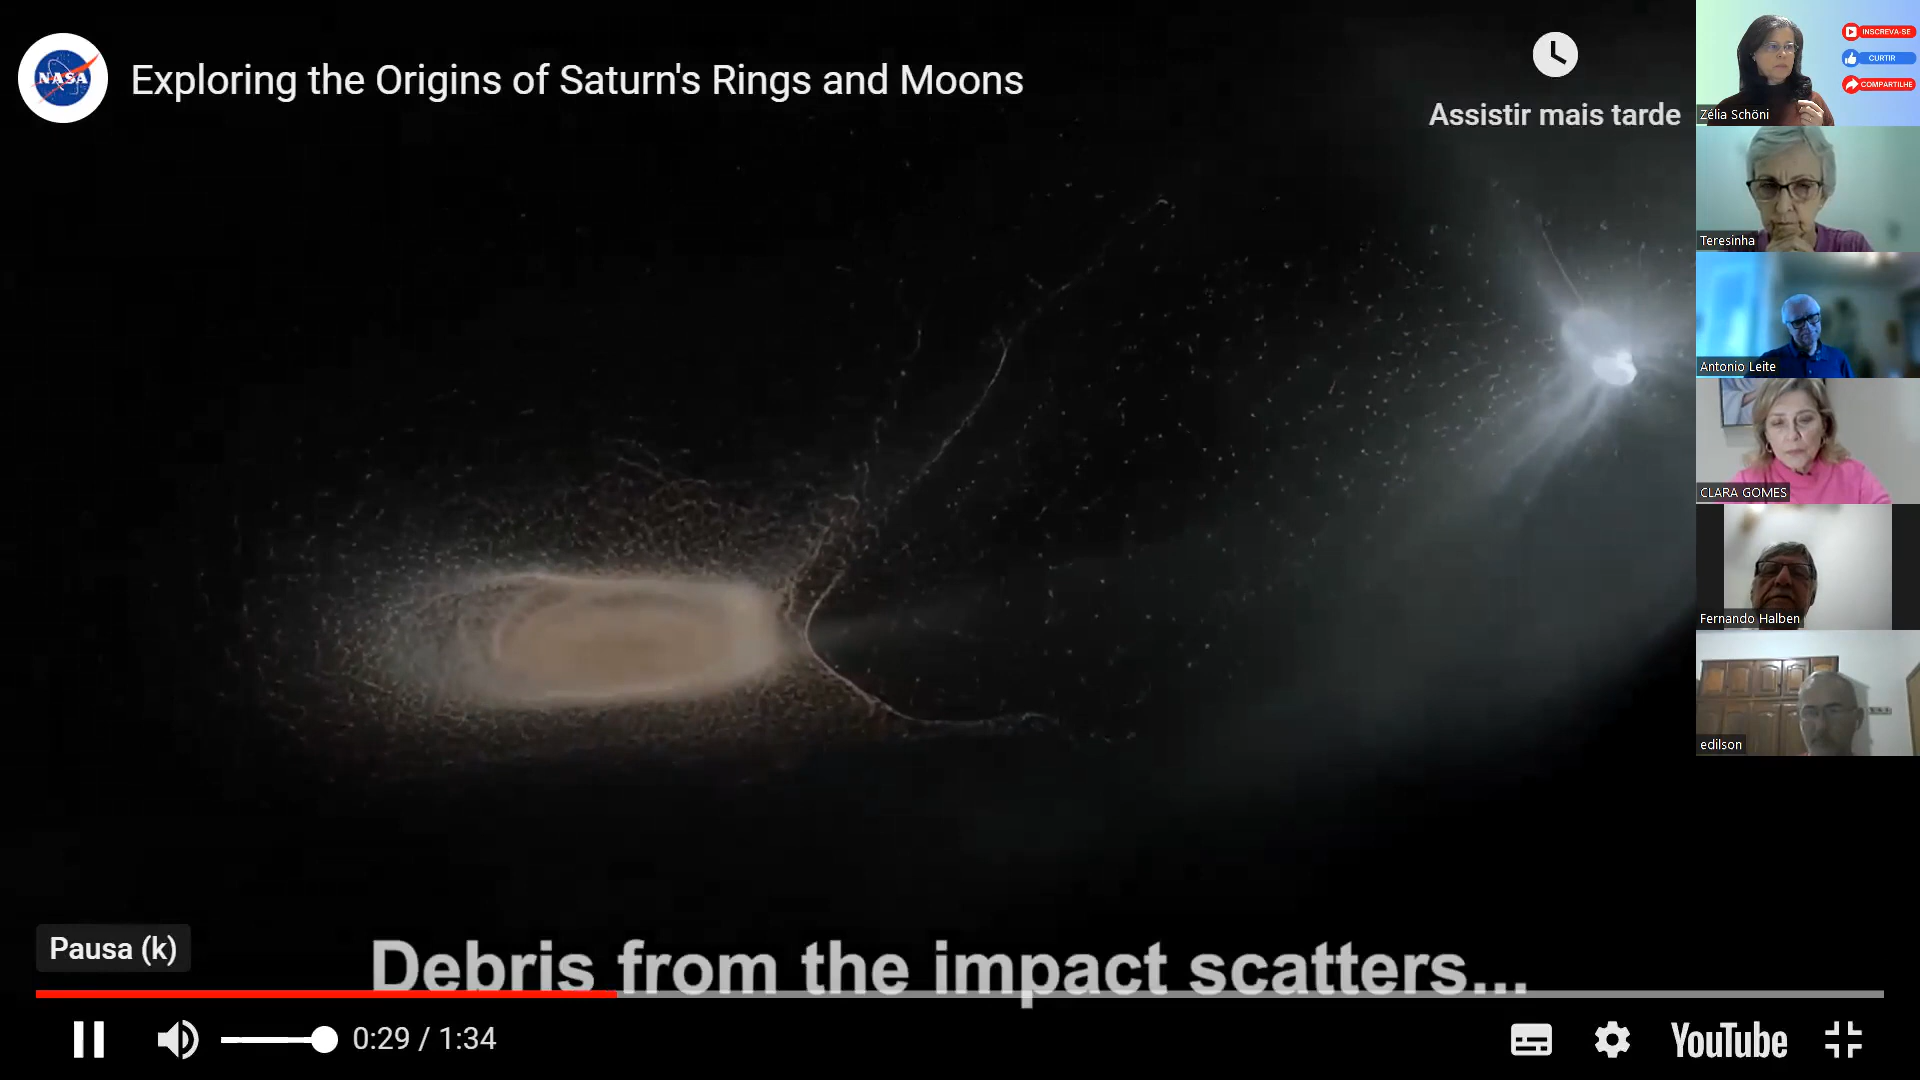 NASA
Exploring the Origins of Saturn's Rings and Moons
Assistir mais tarde
INSCREVA-SE
CURTIR
COMPARTILHE
Zélia Schöni
Teresinha
Antonio Leite
CLARA GOMES
Fernando Halben
edilson
Pausa (k)
Debris from the impact scatters...
0:29 / 1:34
YouTube